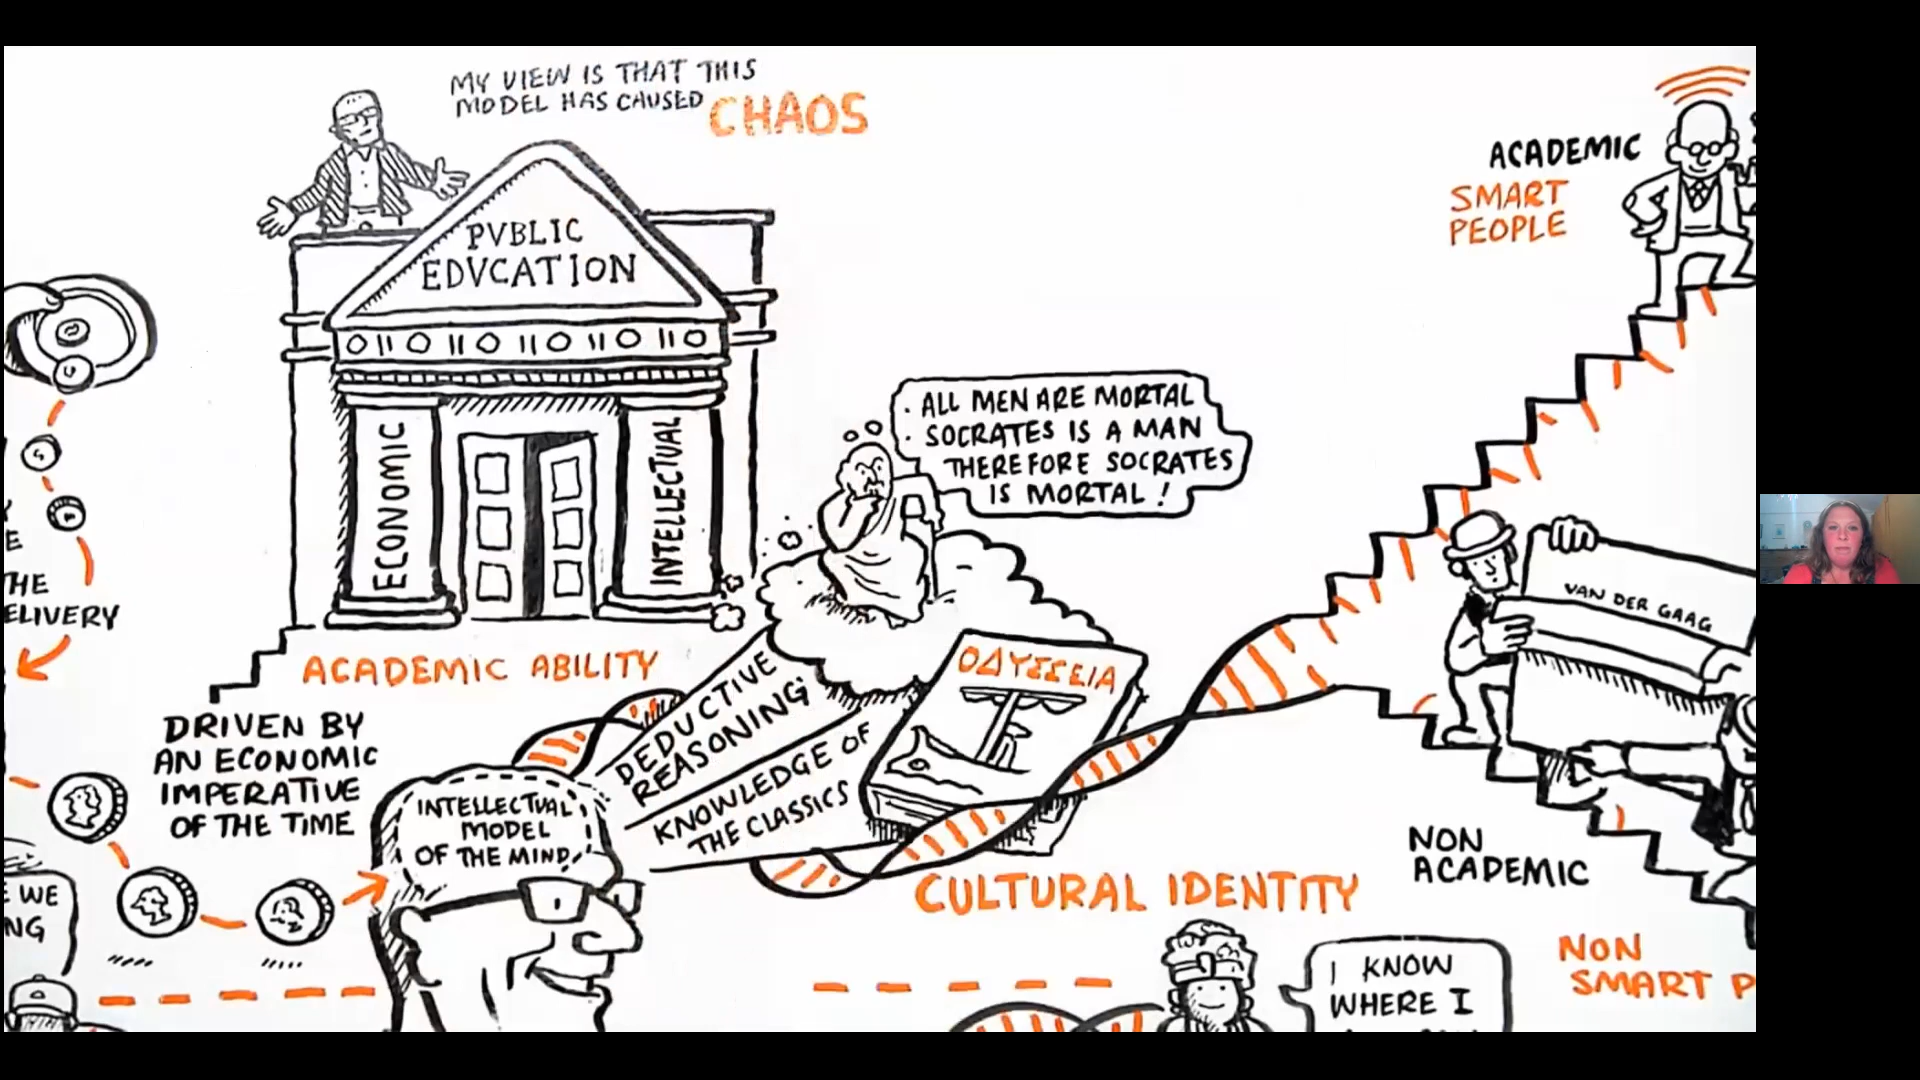 MY VIEW IS THAT THIS
MODEL HAS CAUSED CHAOS
PVBLIC
EDVCATION
ECONOMIC
INTELLECTUAL
ACADEMIC
SMART
PEOPLE
ALL MEN ARE MORTAL
SOCRATES IS A MAN
THEREFORE SOCRATES
IS MORTAL!
VAN DER GAAG
THE
ELIVERY
ACADEMIC ABILITY
DRIVEN BY
AN ECONOMIC
IMPERATIVE
OF THE TIME
DEDUCTIVE
REASONING
KNOWLEDGE OF
THE CLASSICS
ΟΔΥΣΣΕΙΑ
INTELLECTUAL
MODEL
OF THE MIND
CULTURAL IDENTITY
NON
ACADEMIC
NON
SMART P
E WE
NG
I KNOW
WHERE I